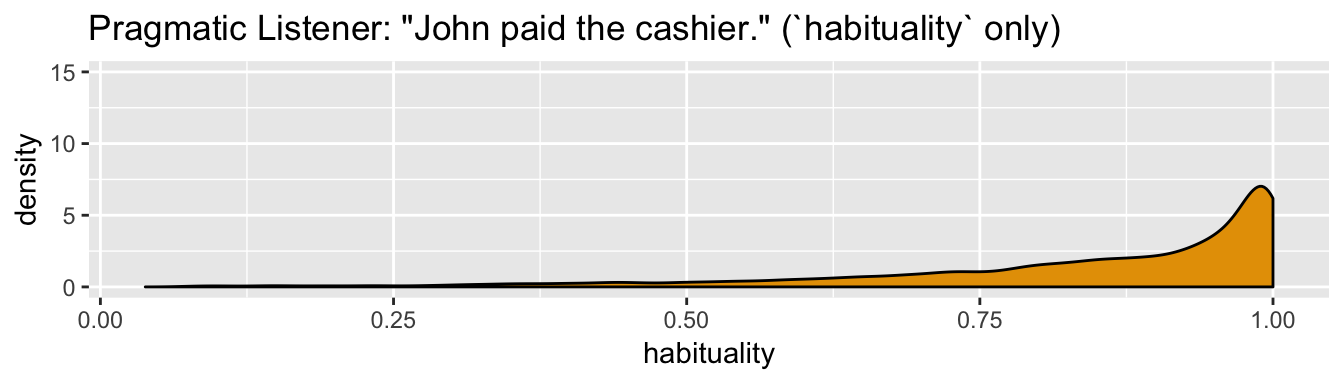 Pragmatic Listener: "John paid the cashier." (`habituality` only)
15
10
5
0
density
0.00 0.25 0.50 0.75 1.00
habituality